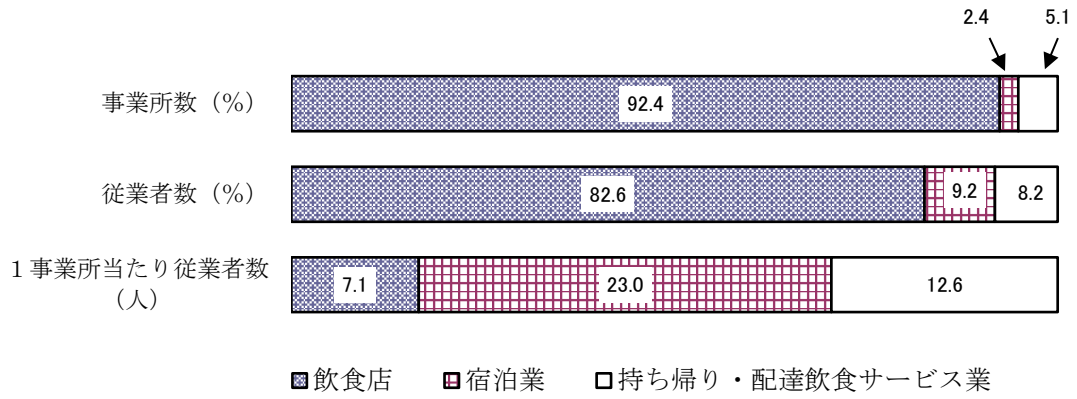 2.4 5.1
事業所数（%） 92.4
従業者数（%） 82.6 9.2 8.2
１事業所当たり従業者数
（人） 7.1 23.0 12.6
飲食店 宿泊業 持ち帰り・配達飲食サービス業